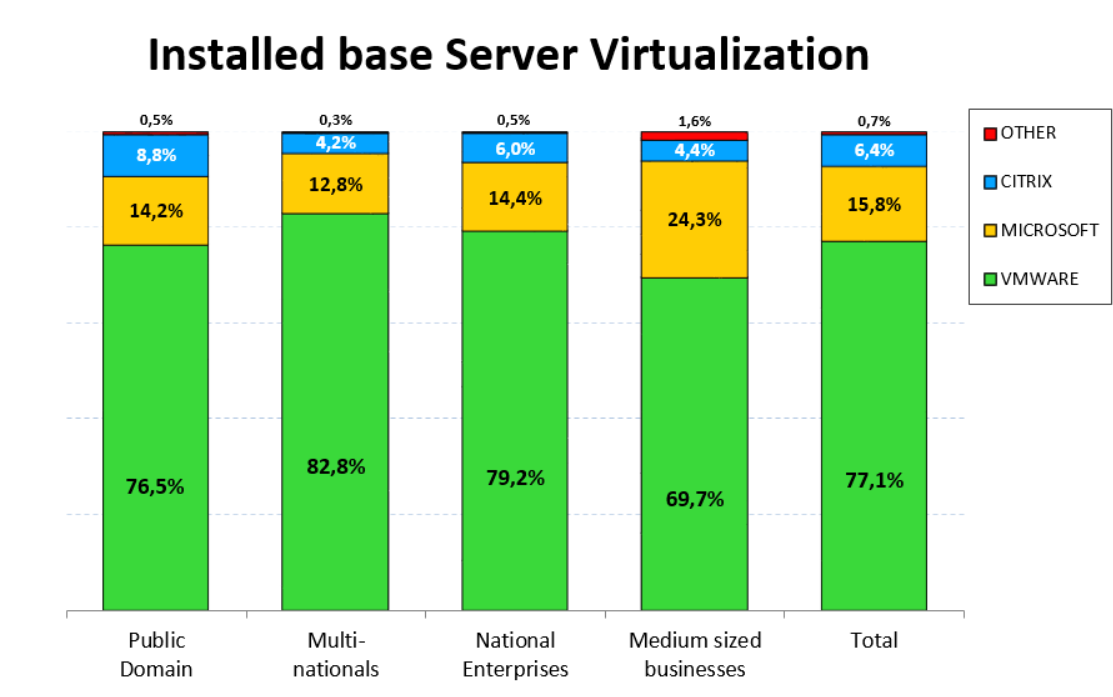 Installed base Server Virtualization
0,5%
0,3%
0,5%
1,6%
0,7%
8,8%
4,2%
6,0%
4,4%
6,4%
14,2%
12,8%
14,4%
24,3%
15,8%
76,5%
82,8%
79,2%
69,7%
77,1%
Public
Domain
Multi-
nationals
National
Enterprises
Medium sized
businesses
Total
OTHER
CITRIX
MICROSOFT
VMWARE